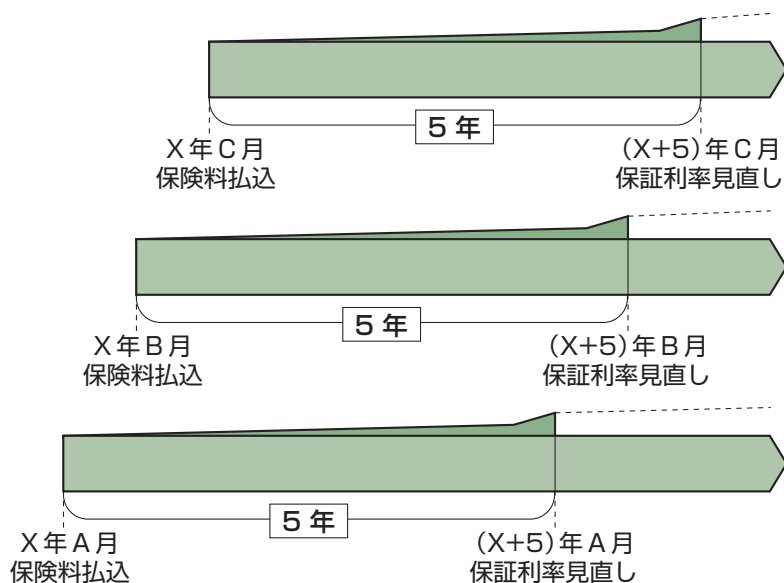 5年
X年C月
保険料払込
(X+5)年C月
保証利率見直し
5年
X年B月
保険料払込
(X+5)年B月
保証利率見直し
5年
X年A月
保険料払込
(X+5)年A月
保証利率見直し